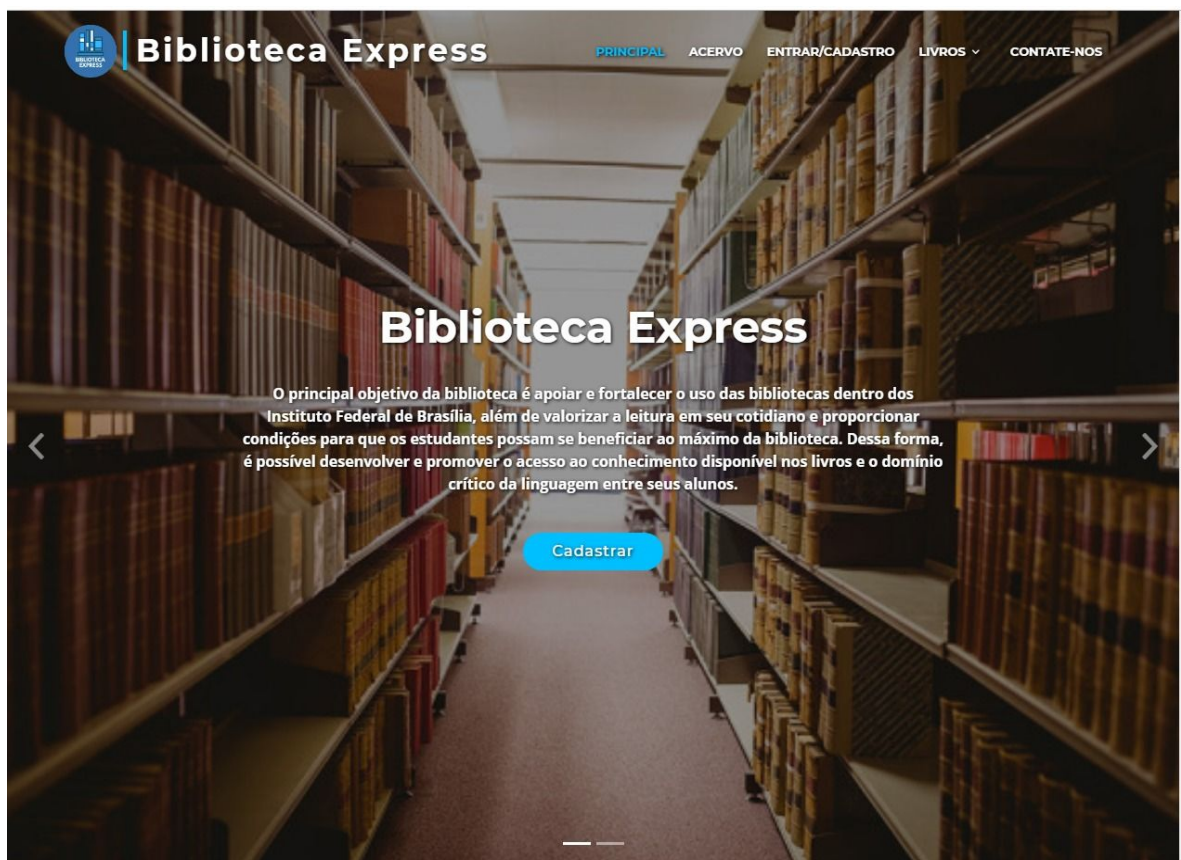 BIBLIOTECA
EXPRESS
Biblioteca Express
PRINCIPAL
ACERVO
ENTRAR/CADASTRO
LIVROS
CONTATE-NOS
Biblioteca Express
O principal objetivo da biblioteca é apoiar e fortalecer o uso das bibliotecas dentro dos
Instituto Federal de Brasília, além de valorizar a leitura em seu cotidiano e proporcionar
condições para que os estudantes possam se beneficiar ao máximo da biblioteca. Dessa forma,
é possível desenvolver e promover o acesso ao conhecimento disponível nos livros e o domínio
crítico da linguagem entre seus alunos.
Cadastrar